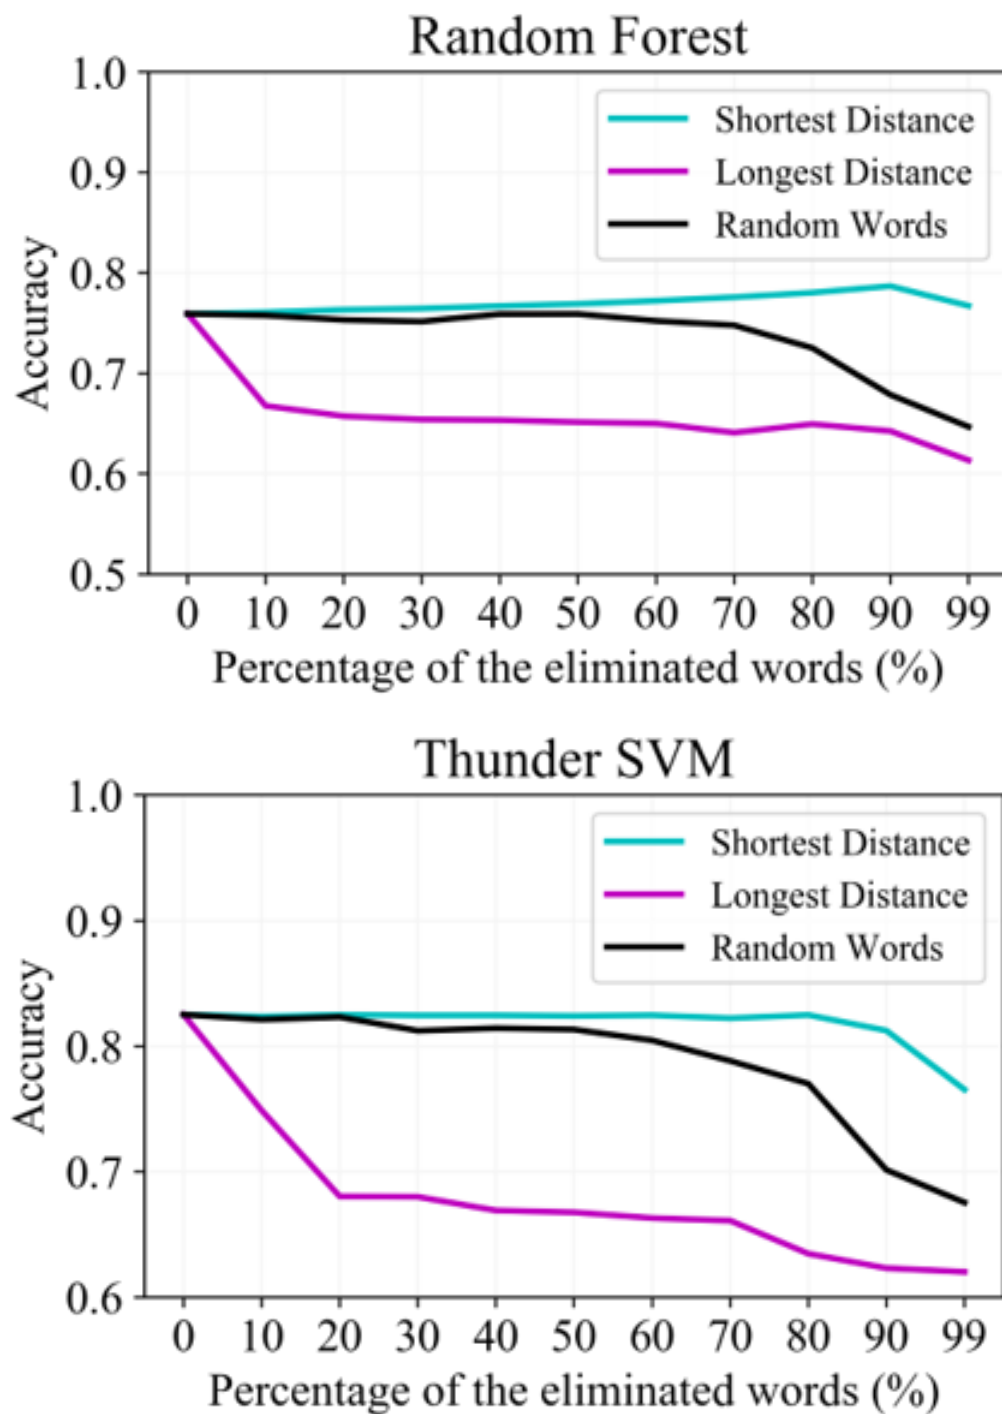 Random Forest
1.0
0.9
0.8
0.7
0.6
0.5
Accuracy
Shortest Distance
Longest Distance
Random Words
0 10 20 30 40 50 60 70 80 90 99
Percentage of the eliminated words (%)
Thunder SVM
1.0
0.9
0.8
0.7
0.6
Accuracy
Shortest Distance
Longest Distance
Random Words
0 10 20 30 40 50 60 70 80 90 99
Percentage of the eliminated words (%)